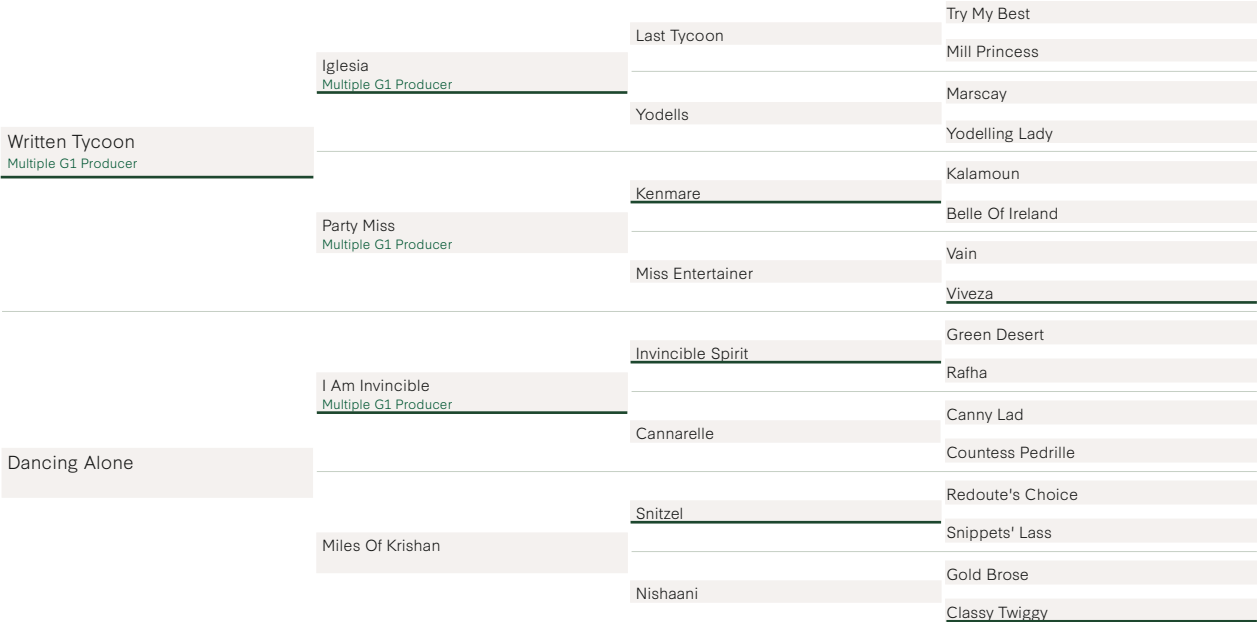 Written Tycoon
Multiple G1 Producer
Dancing Alone
Iglesia
Multiple G1 Producer
Party Miss
Multiple G1 Producer
I Am Invincible
Multiple G1 Producer
Miles Of Krishan
Last Tycoon
Yodells
Kenmare
Miss Entertainer
Invincible Spirit
Cannarelle
Snitzel
Nishaani
Try My Best
Mill Princess
Marscay
Yodelling Lady
Kalamoun
Belle Of Ireland
Vain
Viveza
Green Desert
Rafha
Canny Lad
Countess Pedrille
Redoute's Choice
Snippets' Lass
Gold Brose
Classy Twiggy